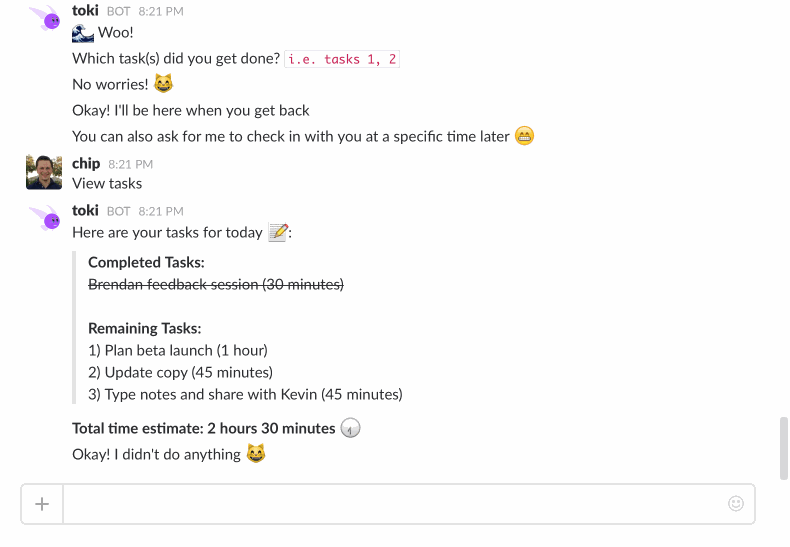 toki BOT 8:21 PM
Woo!
Which task(s) did you get done? i.e. tasks 1, 2
No worries!
Okay! I'll be here when you get back
You can also ask for me to check in with you at a specific time later
chip 8:21 PM
View tasks
toki BOT 8:21 PM
Here are your tasks for today :
Completed Tasks:
Brendan feedback session (30 minutes)
Remaining Tasks:
1) Plan beta launch (1 hour)
2) Update copy (45 minutes)
3) Type notes and share with Kevin (45 minutes)
Total time estimate: 2 hours 30 minutes
Okay! I didn't do anything